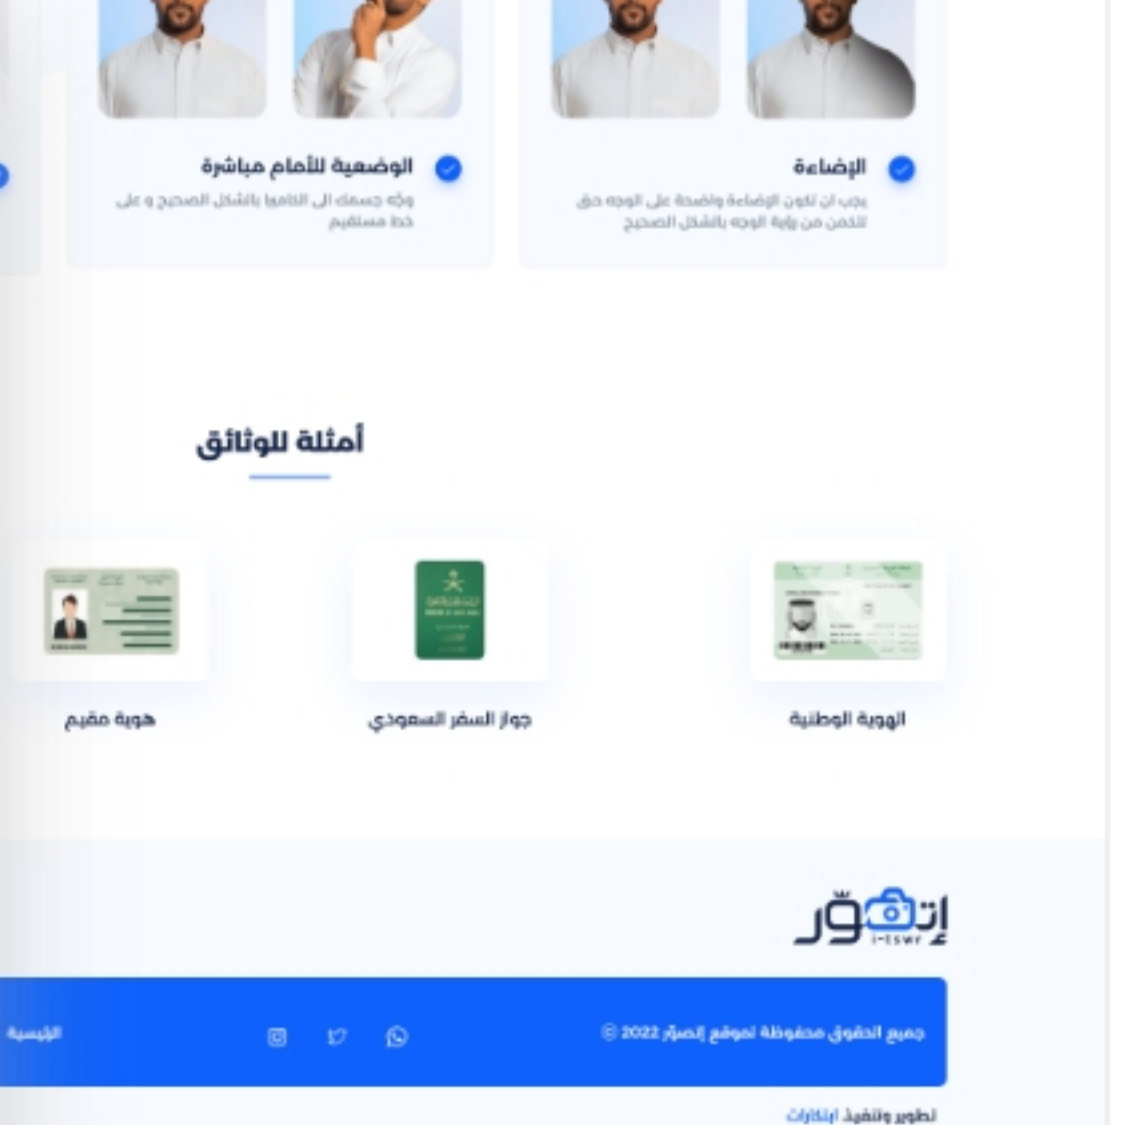 الإضاءة
يجب ان تكون الإضاءة واضحة على الوجه حتى
تتكمن من رؤية الوجه بالشكل الصحيح
الوضعية للأمام مباشرة
وجّه جسمك الى الكاميرا بالشكل الصحيح و على
خط مستقيم
أمثلة للوثائق
الهوية الوطنية
جواز السفر السعودي
هوية مقيم
إتصوّر
i-tswr
جميع الحقوق محفوظة لموقع إتصوّر 2022 ©
الرئيسية
تطوير وتنفيذ ابتكارات